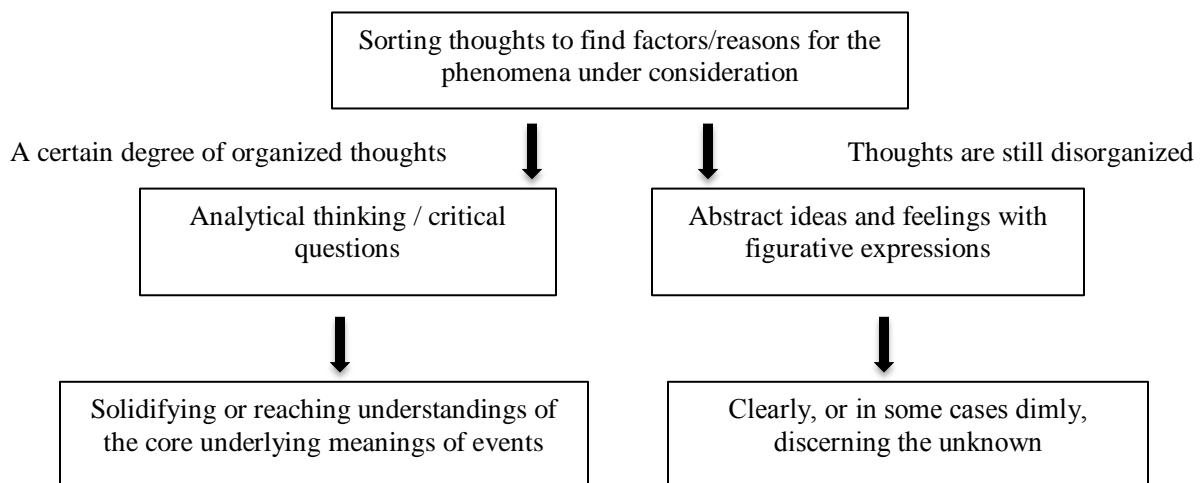 Sorting thoughts to find factors/reasons for the
phenomena under consideration
A certain degree of organized thoughts
Thoughts are still disorganized
Analytical thinking / critical
questions
Abstract ideas and feelings with
figurative expressions
Solidifying or reaching understandings of
the core underlying meanings of events
Clearly, or in some cases dimly,
discerning the unknown